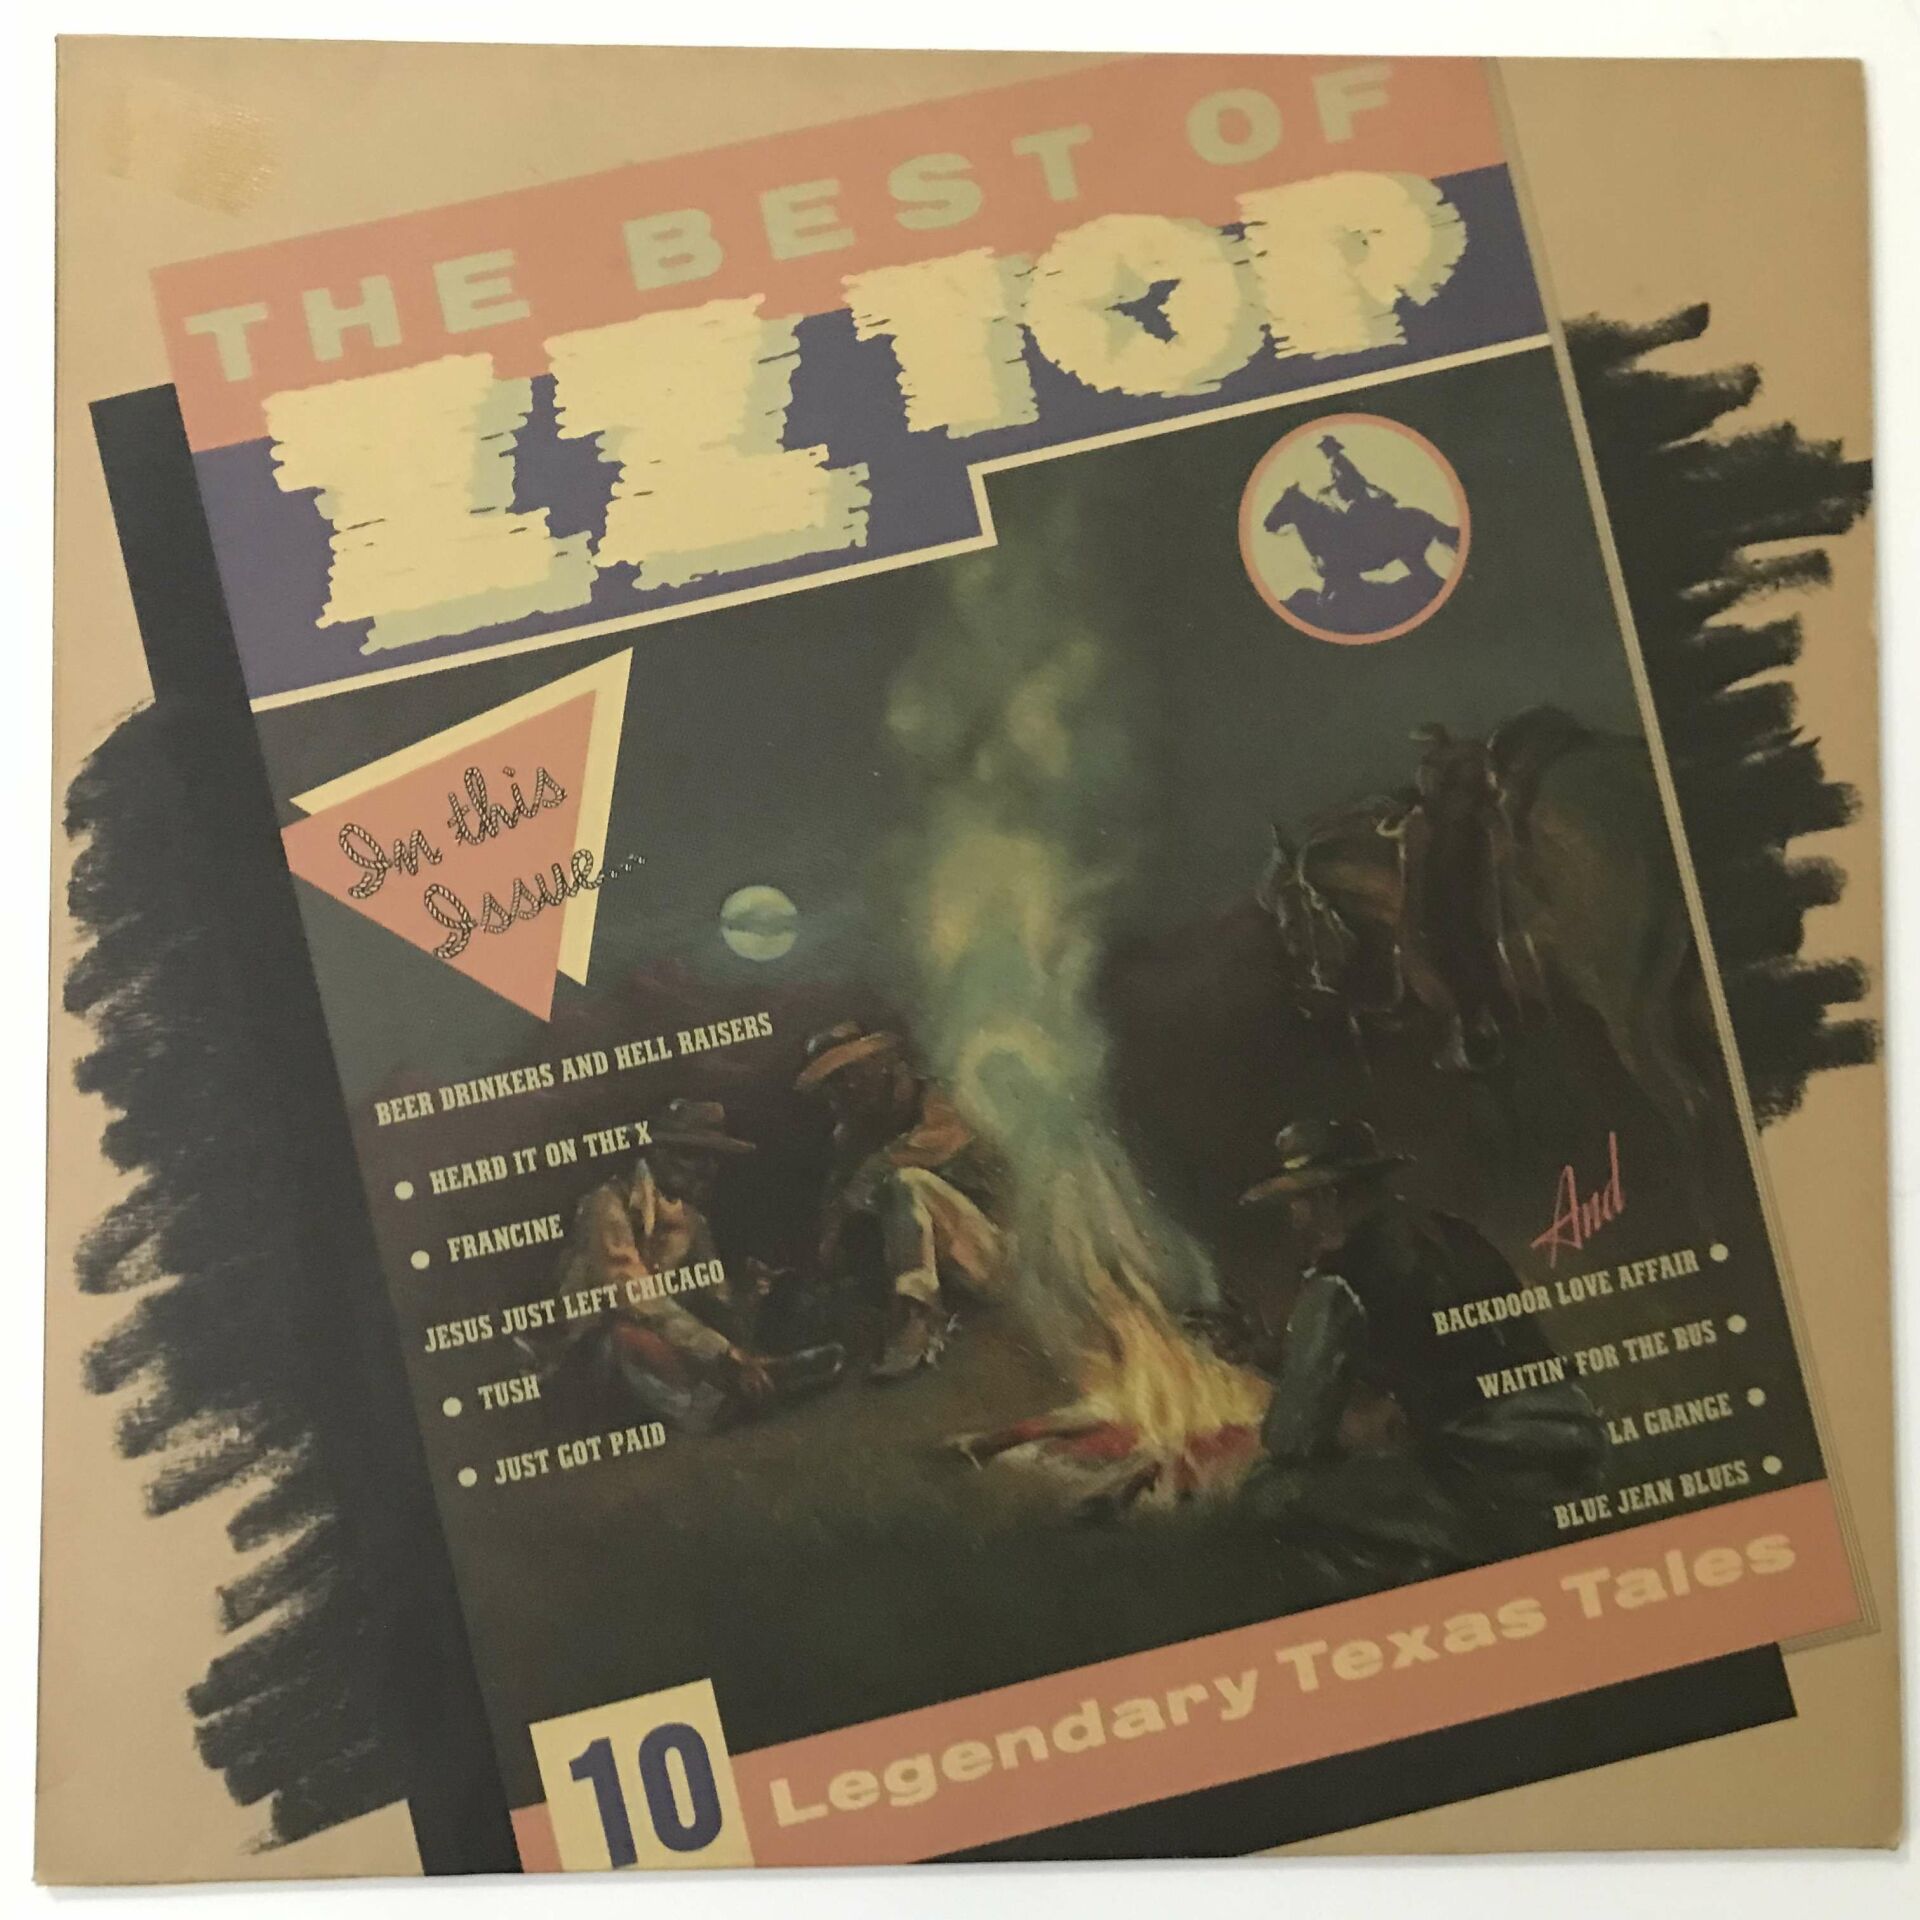 THE BEST OF
ZZ TOP
In this
Issue...
BEER DRINKERS AND HELL RAISERS
● HEARD IT ON THE X
● FRANCINE
JESUS JUST LEFT CHICAGO
● TUSH
● JUST GOT PAID
And
BACKDOOR LOVE AFFAIR ●
WAITIN' FOR THE BUS ●
LA GRANGE ●
BLUE JEAN BLUES ●
10 Legendary Texas Tales